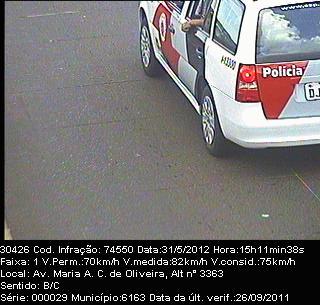 Policia
DJ
30426 Cod. Infração: 74550 Data:31/5/2012 Hora:15h11min38s
Faixa: 1 V.Perm.:70km/h V.medida:82km/h V.consid.:75km/h
Local: Av. Maria A. C. de Oliveira, Alt nº 3363
Sentido: B/C
Série: 000029 Município:6163 Data da últ. verif.:26/09/2011